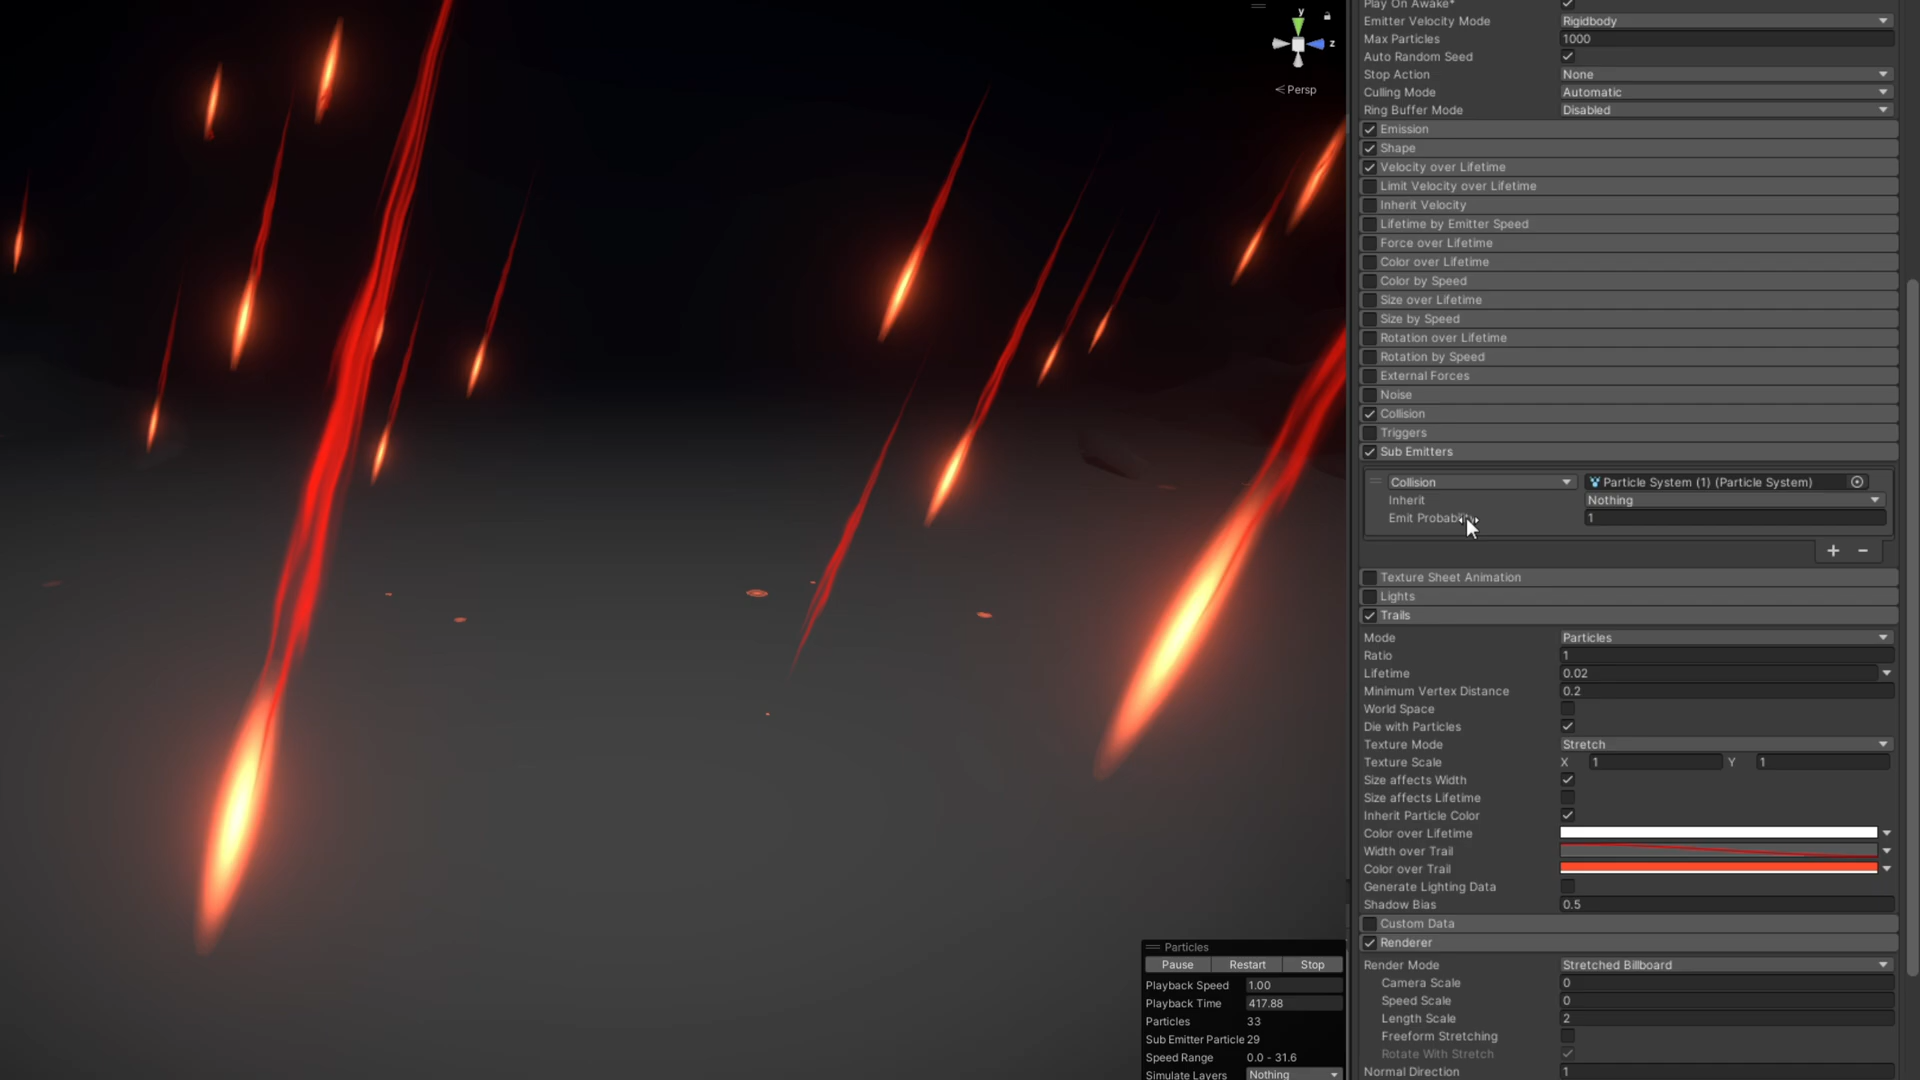 y
z
Persp
Play On Awake*
Emitter Velocity Mode Rigidbody
Max Particles 1000
Auto Random Seed
Stop Action None
Culling Mode Automatic
Ring Buffer Mode Disabled
Emission
Shape
Velocity over Lifetime
Limit Velocity over Lifetime
Inherit Velocity
Lifetime by Emitter Speed
Force over Lifetime
Color over Lifetime
Color by Speed
Size over Lifetime
Size by Speed
Rotation over Lifetime
Rotation by Speed
External Forces
Noise
Collision
Triggers
Sub Emitters
Collision Particle System (1) (Particle System)
Inherit Nothing
Emit Probability 1
+ −
Texture Sheet Animation
Lights
Trails
Mode Particles
Ratio 1
Lifetime 0.02
Minimum Vertex Distance 0.2
World Space
Die with Particles
Texture Mode Stretch
Texture Scale X 1 Y 1
Size affects Width
Size affects Lifetime
Inherit Particle Color
Color over Lifetime
Width over Trail
Color over Trail
Generate Lighting Data
Shadow Bias 0.5
Custom Data
Renderer
Render Mode Stretched Billboard
Camera Scale 0
Speed Scale 0
Length Scale 2
Freeform Stretching
Rotate With Stretch
Normal Direction 1
Particles
Pause Restart Stop
Playback Speed 1.00
Playback Time 417.88
Particles 33
Sub Emitter Particle 29
Speed Range 0.0 - 31.6
Simulate Layers Nothing